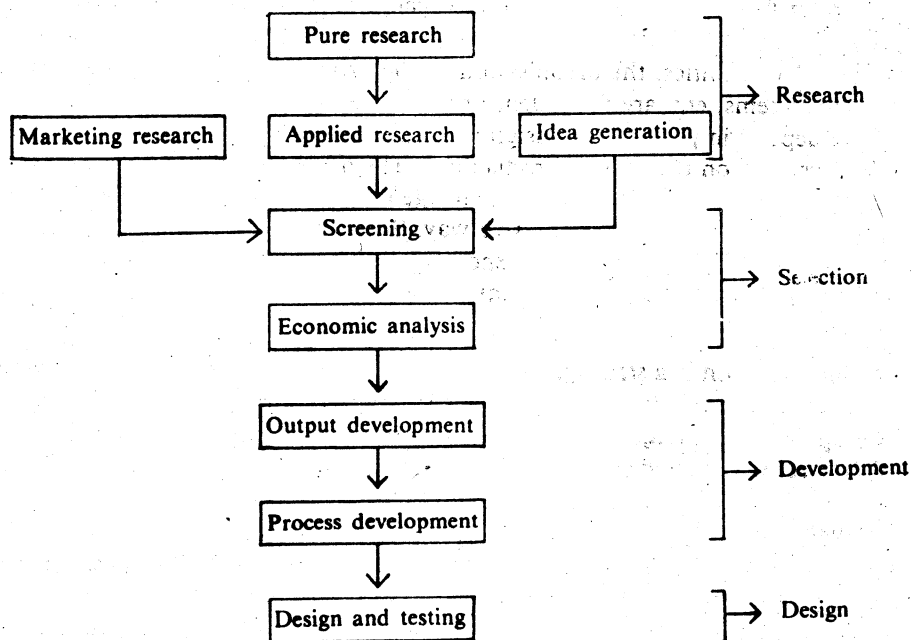 Pure research
Research
Marketing research
Applied research
Idea generation
Screening
Selection
Economic analysis
Output development
Development
Process development
Design and testing
Design